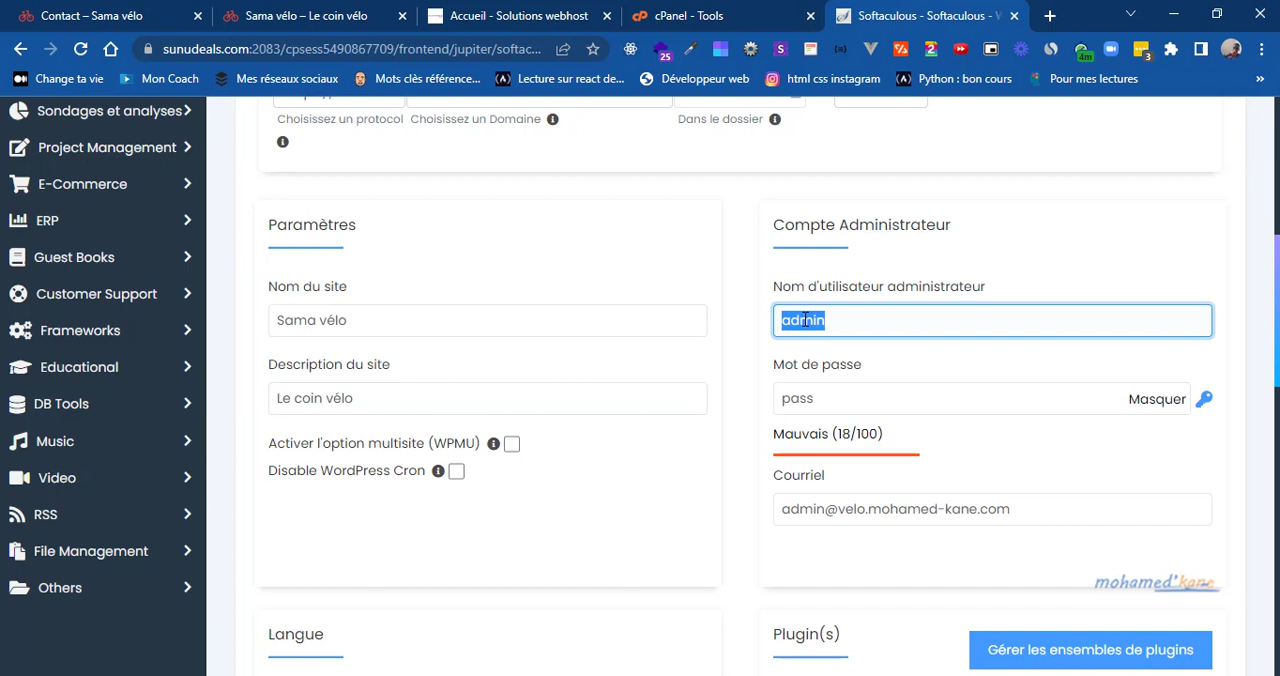 Contact – Sama vélo
Sama vélo – Le coin vélo
Accueil - Solutions webhost
cPanel - Tools
Softaculous - Softaculous - W
sunudeals.com:2083/cpsess5490867709/frontend/jupiter/softac...
25
4m
3
Change ta vie
Mon Coach
Mes réseaux sociaux
Mots clés référence...
Lecture sur react de...
Développeur web
html css instagram
Python : bon cours
Pour mes lectures
Sondages et analyses
Project Management
E-Commerce
ERP
Guest Books
Customer Support
Frameworks
Educational
DB Tools
Music
Video
RSS
File Management
Others
Choisissez un protocol
Choisissez un Domaine
Dans le dossier
Paramètres
Nom du site
Sama vélo
Description du site
Le coin vélo
Activer l'option multisite (WPMU)
Disable WordPress Cron
Compte Administrateur
Nom d'utilisateur administrateur
admin
Mot de passe
pass
Masquer
Mauvais (18/100)
Courriel
admin@velo.mohamed-kane.com
mohamed'kane
Langue
Plugin(s)
Gérer les ensembles de plugins